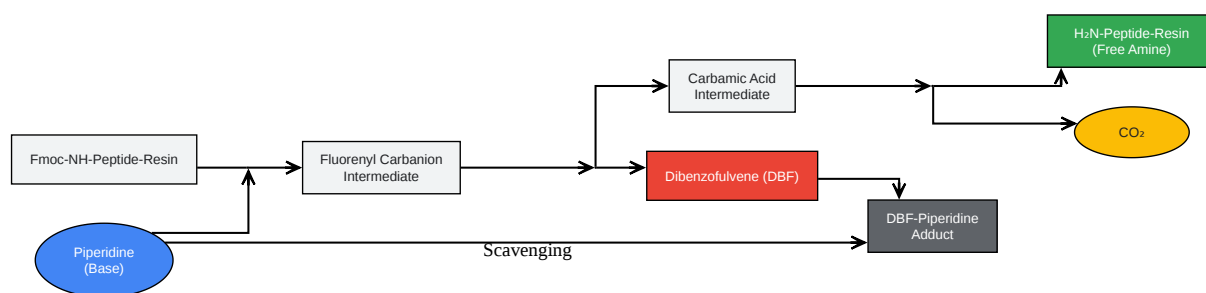 H₂N-Peptide-Resin
(Free Amine)
Carbamic Acid
Intermediate
CO₂
Fmoc-NH-Peptide-Resin
Fluorenyl Carbanion
Intermediate
Dibenzofulvene (DBF)
DBF-Piperidine
Adduct
Piperidine
(Base)
Scavenging